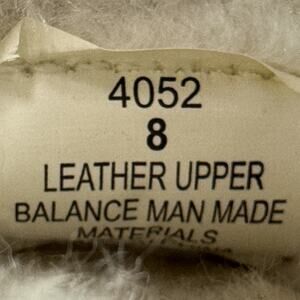 4052
8
LEATHER UPPER
BALANCE MAN MADE
MATERIALS